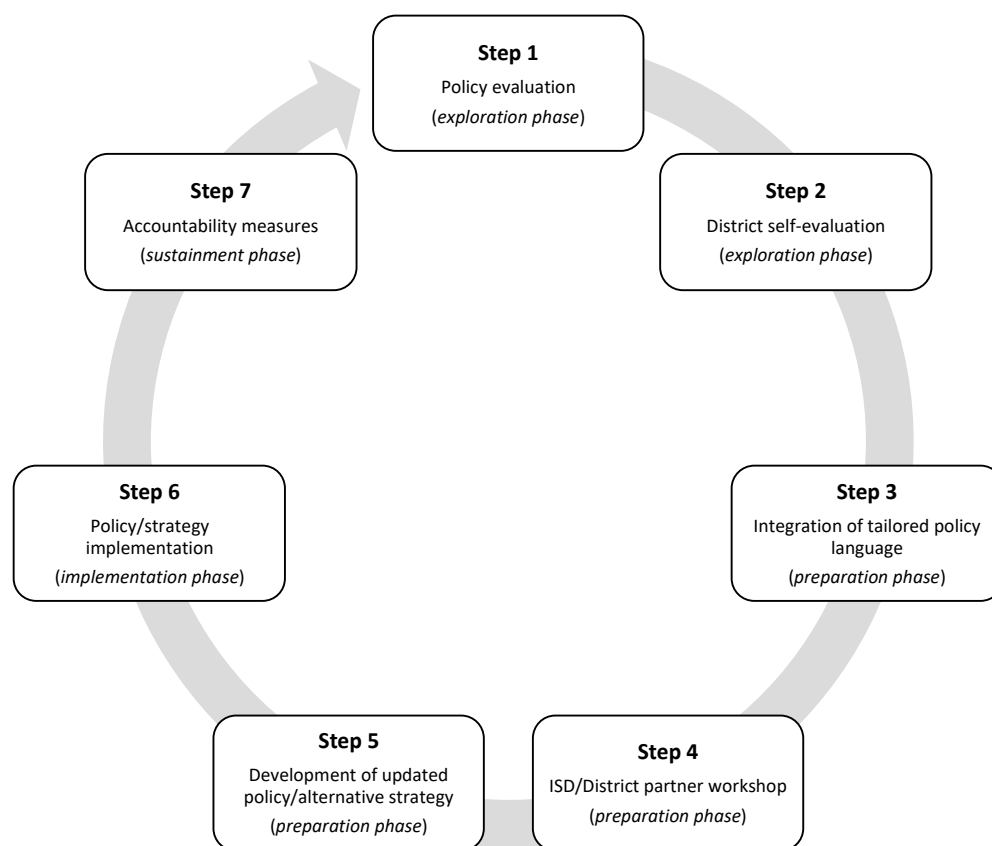 Step 1
Policy evaluation
(exploration phase)
Step 2
District self-evaluation
(exploration phase)
Step 3
Integration of tailored policy
language
(preparation phase)
Step 4
ISD/District partner workshop
(preparation phase)
Step 5
Development of updated
policy/alternative strategy
(preparation phase)
Step 6
Policy/strategy
implementation
(implementation phase)
Step 7
Accountability measures
(sustainment phase)